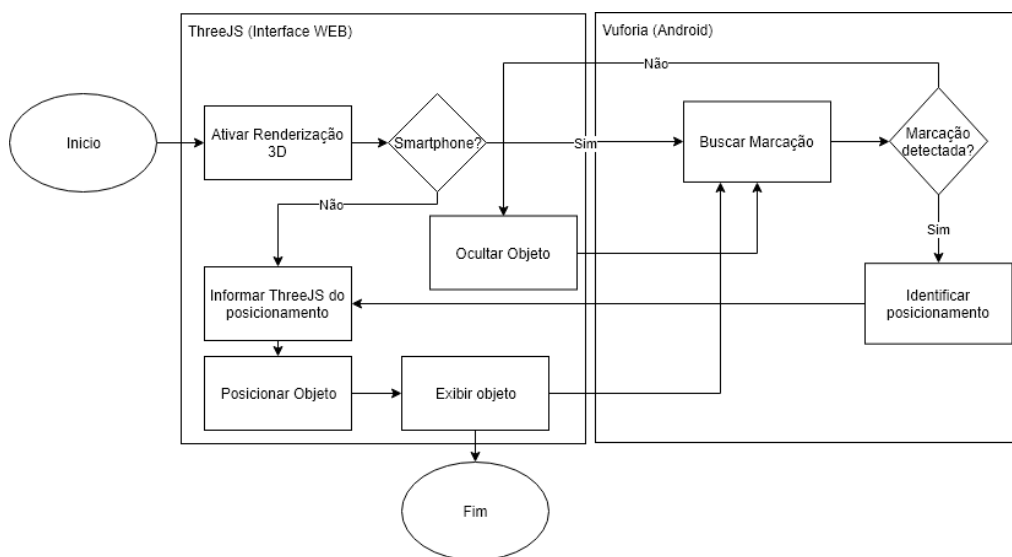 ThreeJS (Interface WEB)
Vuforia (Android)
Não
Inicio
Ativar Renderização
3D
Smartphone?
Sim
Buscar Marcação
Marcação
detectada?
Não
Sim
Ocultar Objeto
Informar ThreeJS do
posicionamento
Identificar
posicionamento
Posicionar Objeto
Exibir objeto
Fim